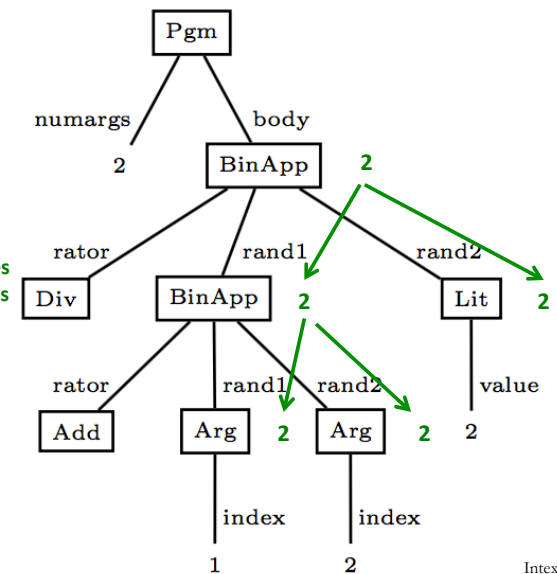 Pgm
numargs body
2 BinApp 2
rator rand1 rand2
Div BinApp 2 Lit 2
rator rand1 rand2 value
Add Arg 2 Arg 2 2
index index
1 2
Intex